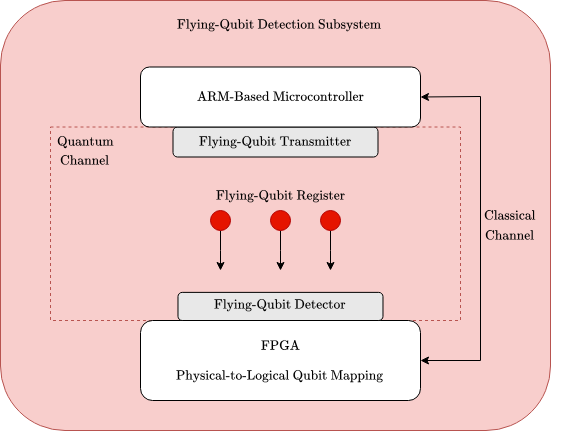 Flying-Qubit Detection Subsystem
ARM-Based Microcontroller
Flying-Qubit Transmitter
Quantum
Channel
Flying-Qubit Register
Classical
Channel
Flying-Qubit Detector
FPGA
Physical-to-Logical Qubit Mapping